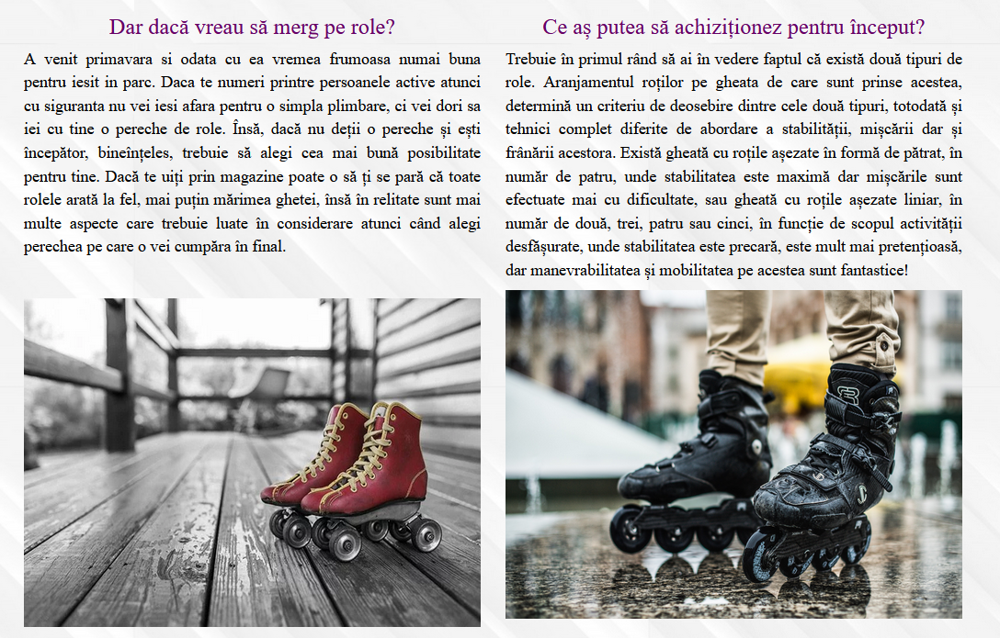 Dar dacă vreau să merg pe role?
A venit primavara si odata cu ea vremea frumoasa numai buna
pentru iesit in parc. Daca te numeri printre persoanele active atunci
cu siguranta nu vei iesi afara pentru o simpla plimbare, ci vei dori sa
iei cu tine o pereche de role. Însă, dacă nu deții o pereche și ești
începător, bineînțeles, trebuie să alegi cea mai bună posibilitate
pentru tine. Dacă te uiți prin magazine poate o să ți se pară că toate
rolele arată la fel, mai puțin mărimea ghetei, însă în relitate sunt mai
multe aspecte care trebuie luate în considerare atunci când alegi
perechea pe care o vei cumpăra în final.
Ce aș putea să achiziționez pentru început?
Trebuie în primul rând să ai în vedere faptul că există două tipuri de
role. Aranjamentul roților pe gheata de care sunt prinse acestea,
determină un criteriu de deosebire dintre cele două tipuri, totodată și
tehnici complet diferite de abordare a stabilității, mișcării dar și
frânării acestora. Există gheată cu roțile așezate în formă de pătrat, în
număr de patru, unde stabilitatea este maximă dar mișcările sunt
efectuate mai cu dificultate, sau gheată cu roțile așezate liniar, în
număr de două, trei, patru sau cinci, în funcție de scopul activității
desfășurate, unde stabilitatea este precară, este mult mai pretențioasă,
dar manevrabilitatea și mobilitatea pe acestea sunt fantastice!